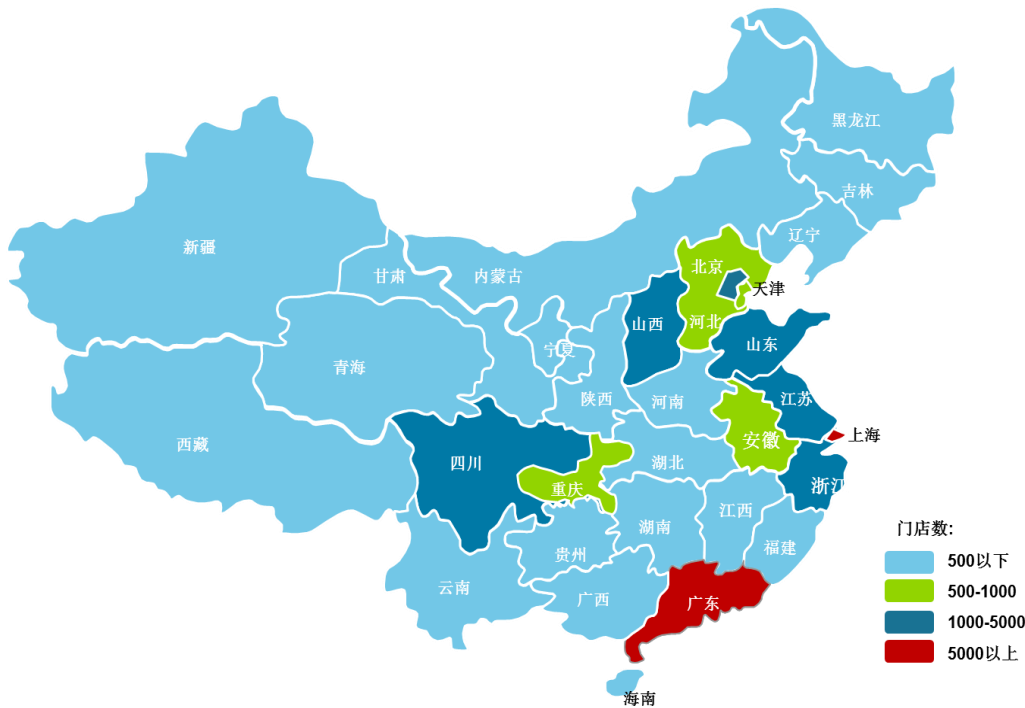 黑龙江
吉林
辽宁
新疆
甘肃
内蒙古
北京
天津
山西
河北
山东
宁夏
青海
陕西
河南
江苏
西藏
四川
安徽
上海
重庆
湖北
浙江
湖南
江西
福建
贵州
云南
广西
广东
海南
门店数:
500以下
500-1000
1000-5000
5000以上